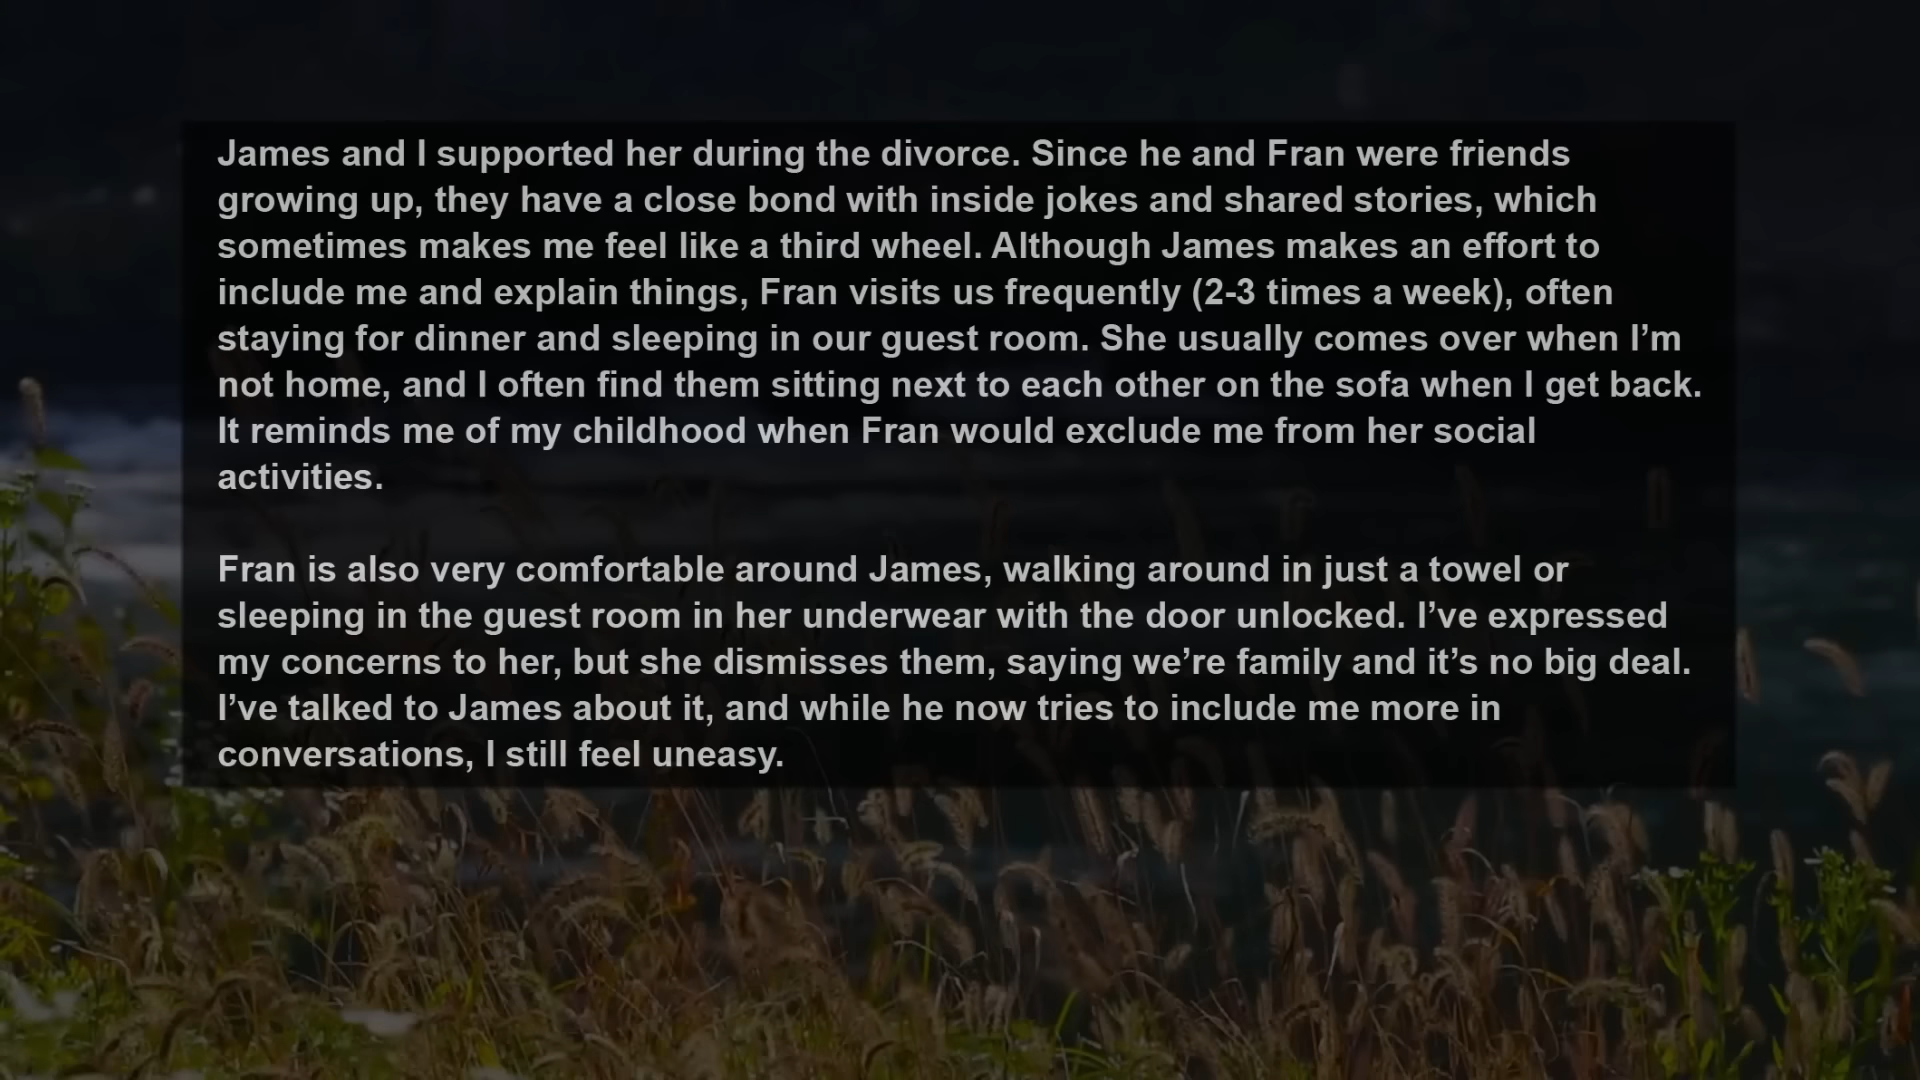 James and I supported her during the divorce. Since he and Fran were friends
growing up, they have a close bond with inside jokes and shared stories, which
sometimes makes me feel like a third wheel. Although James makes an effort to
include me and explain things, Fran visits us frequently (2-3 times a week), often
staying for dinner and sleeping in our guest room. She usually comes over when I’m
not home, and I often find them sitting next to each other on the sofa when I get back.
It reminds me of my childhood when Fran would exclude me from her social
activities.
Fran is also very comfortable around James, walking around in just a towel or
sleeping in the guest room in her underwear with the door unlocked. I’ve expressed
my concerns to her, but she dismisses them, saying we’re family and it’s no big deal.
I’ve talked to James about it, and while he now tries to include me more in
conversations, I still feel uneasy.